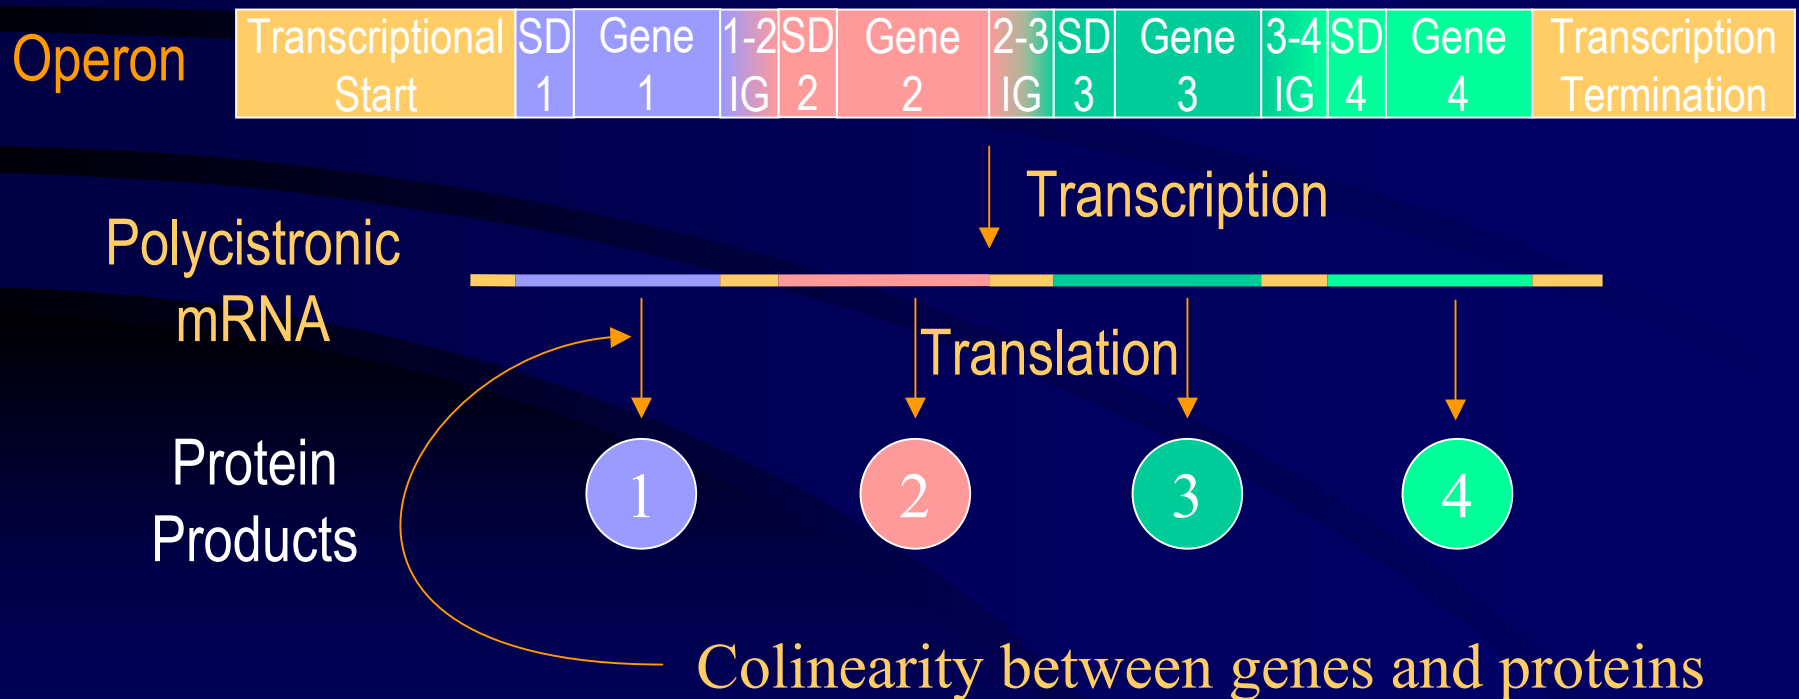 Operon
Transcriptional Start
SD 1
Gene 1
1-2 IG
SD 2
Gene 2
2-3 IG
SD 3
Gene 3
3-4 IG
SD 4
Gene 4
Transcription Termination
Transcription
Polycistronic
mRNA
Translation
Protein
Products
1
2
3
4
Colinearity between genes and proteins